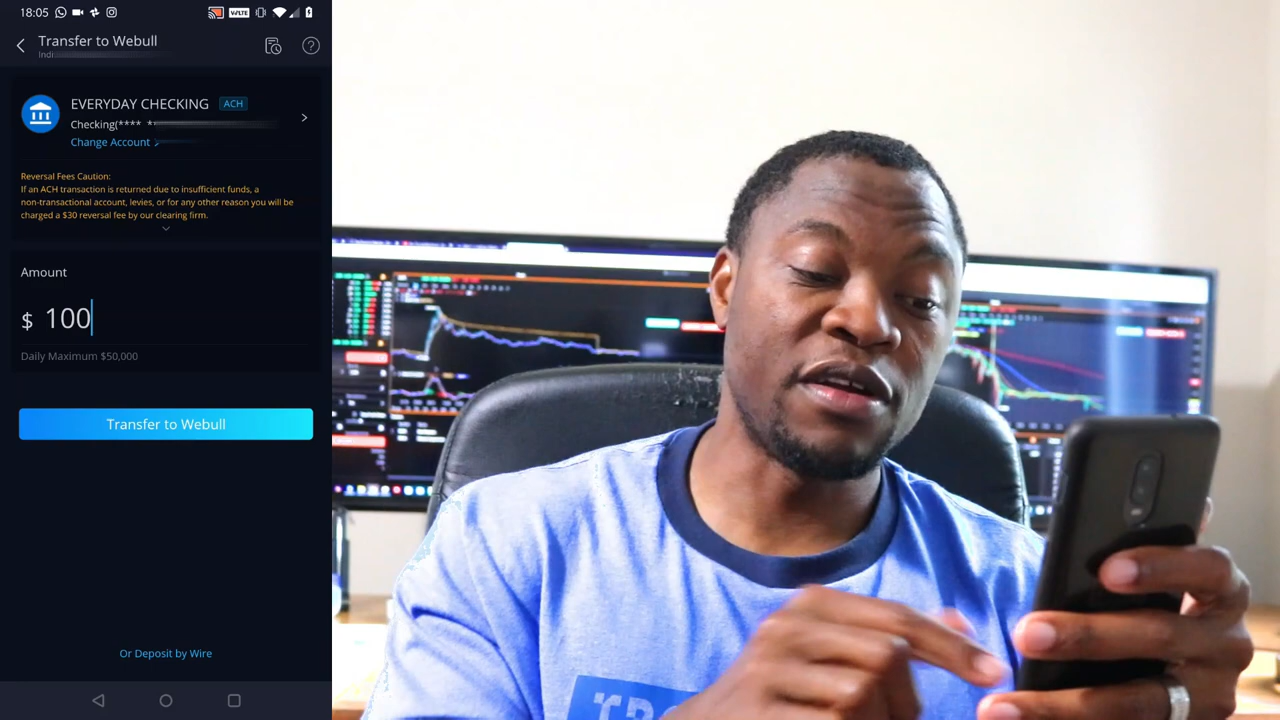 18:05
VoLTE
Transfer to Webull
Indi
EVERYDAY CHECKING ACH
Checking(**** *
Change Account >
Reversal Fees Caution:
If an ACH transaction is returned due to insufficient funds, a
non-transactional account, levies, or for any other reason you will be
charged a $30 reversal fee by our clearing firm.
Amount
$ 100
Daily Maximum $50,000
Transfer to Webull
Or Deposit by Wire